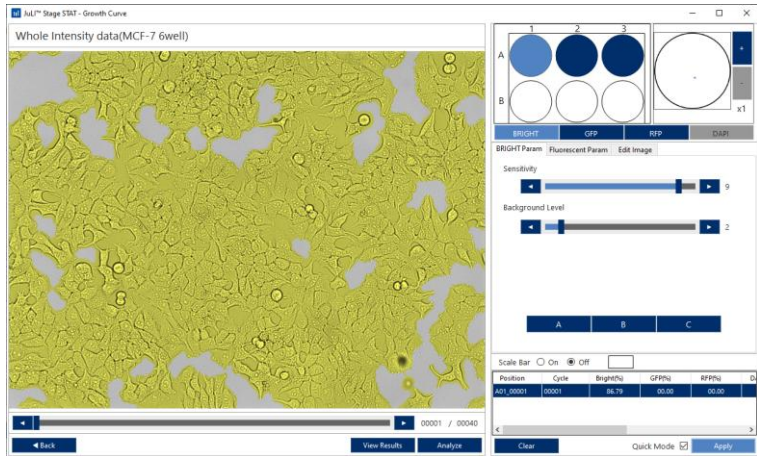 JuLI™ Stage STAT - Growth Curve
Whole Intensity data(MCF-7 6well)
1 2 3
A
B
+
-
x1
BRIGHT GFP RFP DAPI
BRIGHT Param Fluorescent Param Edit Image
Sensitivity
9
Background Level
2
A B C
Scale Bar On Off
Position Cycle Bright(%) GFP(%) RFP(%)
A01_00001 00001 86.79 00.00 00.00
00001 / 00040
Back View Results Analyze
Clear Quick Mode Apply